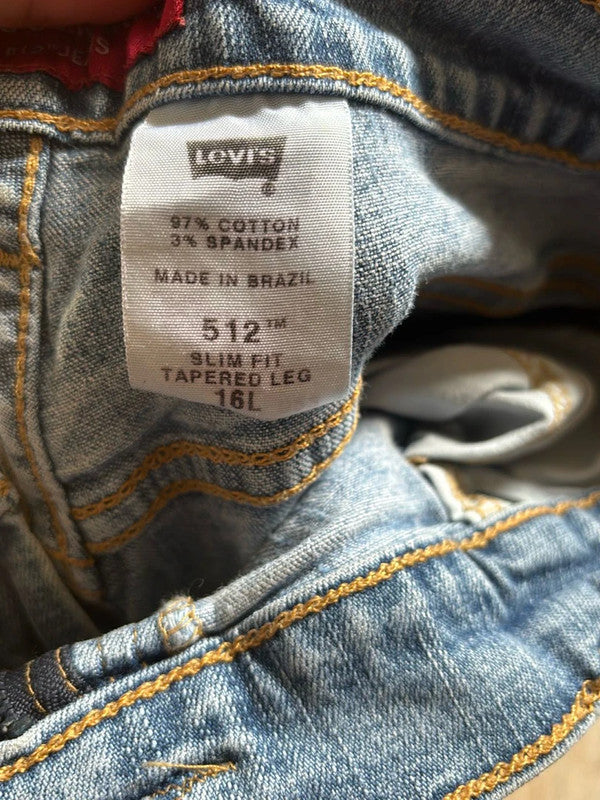 LEVI'S
®
97% COTTON
3% SPANDEX
MADE IN BRAZIL
512™
SLIM FIT
TAPERED LEG
16L